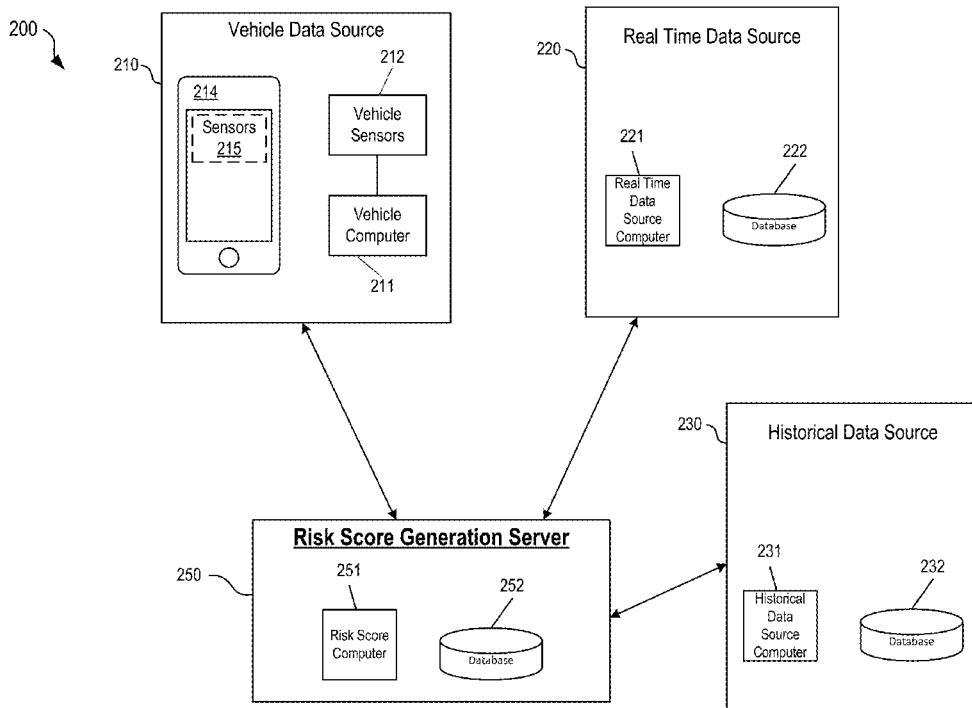 200
Vehicle Data Source
210
214
Sensors
215
212
Vehicle
Sensors
Vehicle
Computer
211
Real Time Data Source
220
221
Real Time
Data
Source
Computer
222
Database
Risk Score Generation Server
250
251
Risk Score
Computer
252
Database
230
Historical Data Source
231
Historical
Data
Source
Computer
232
Database